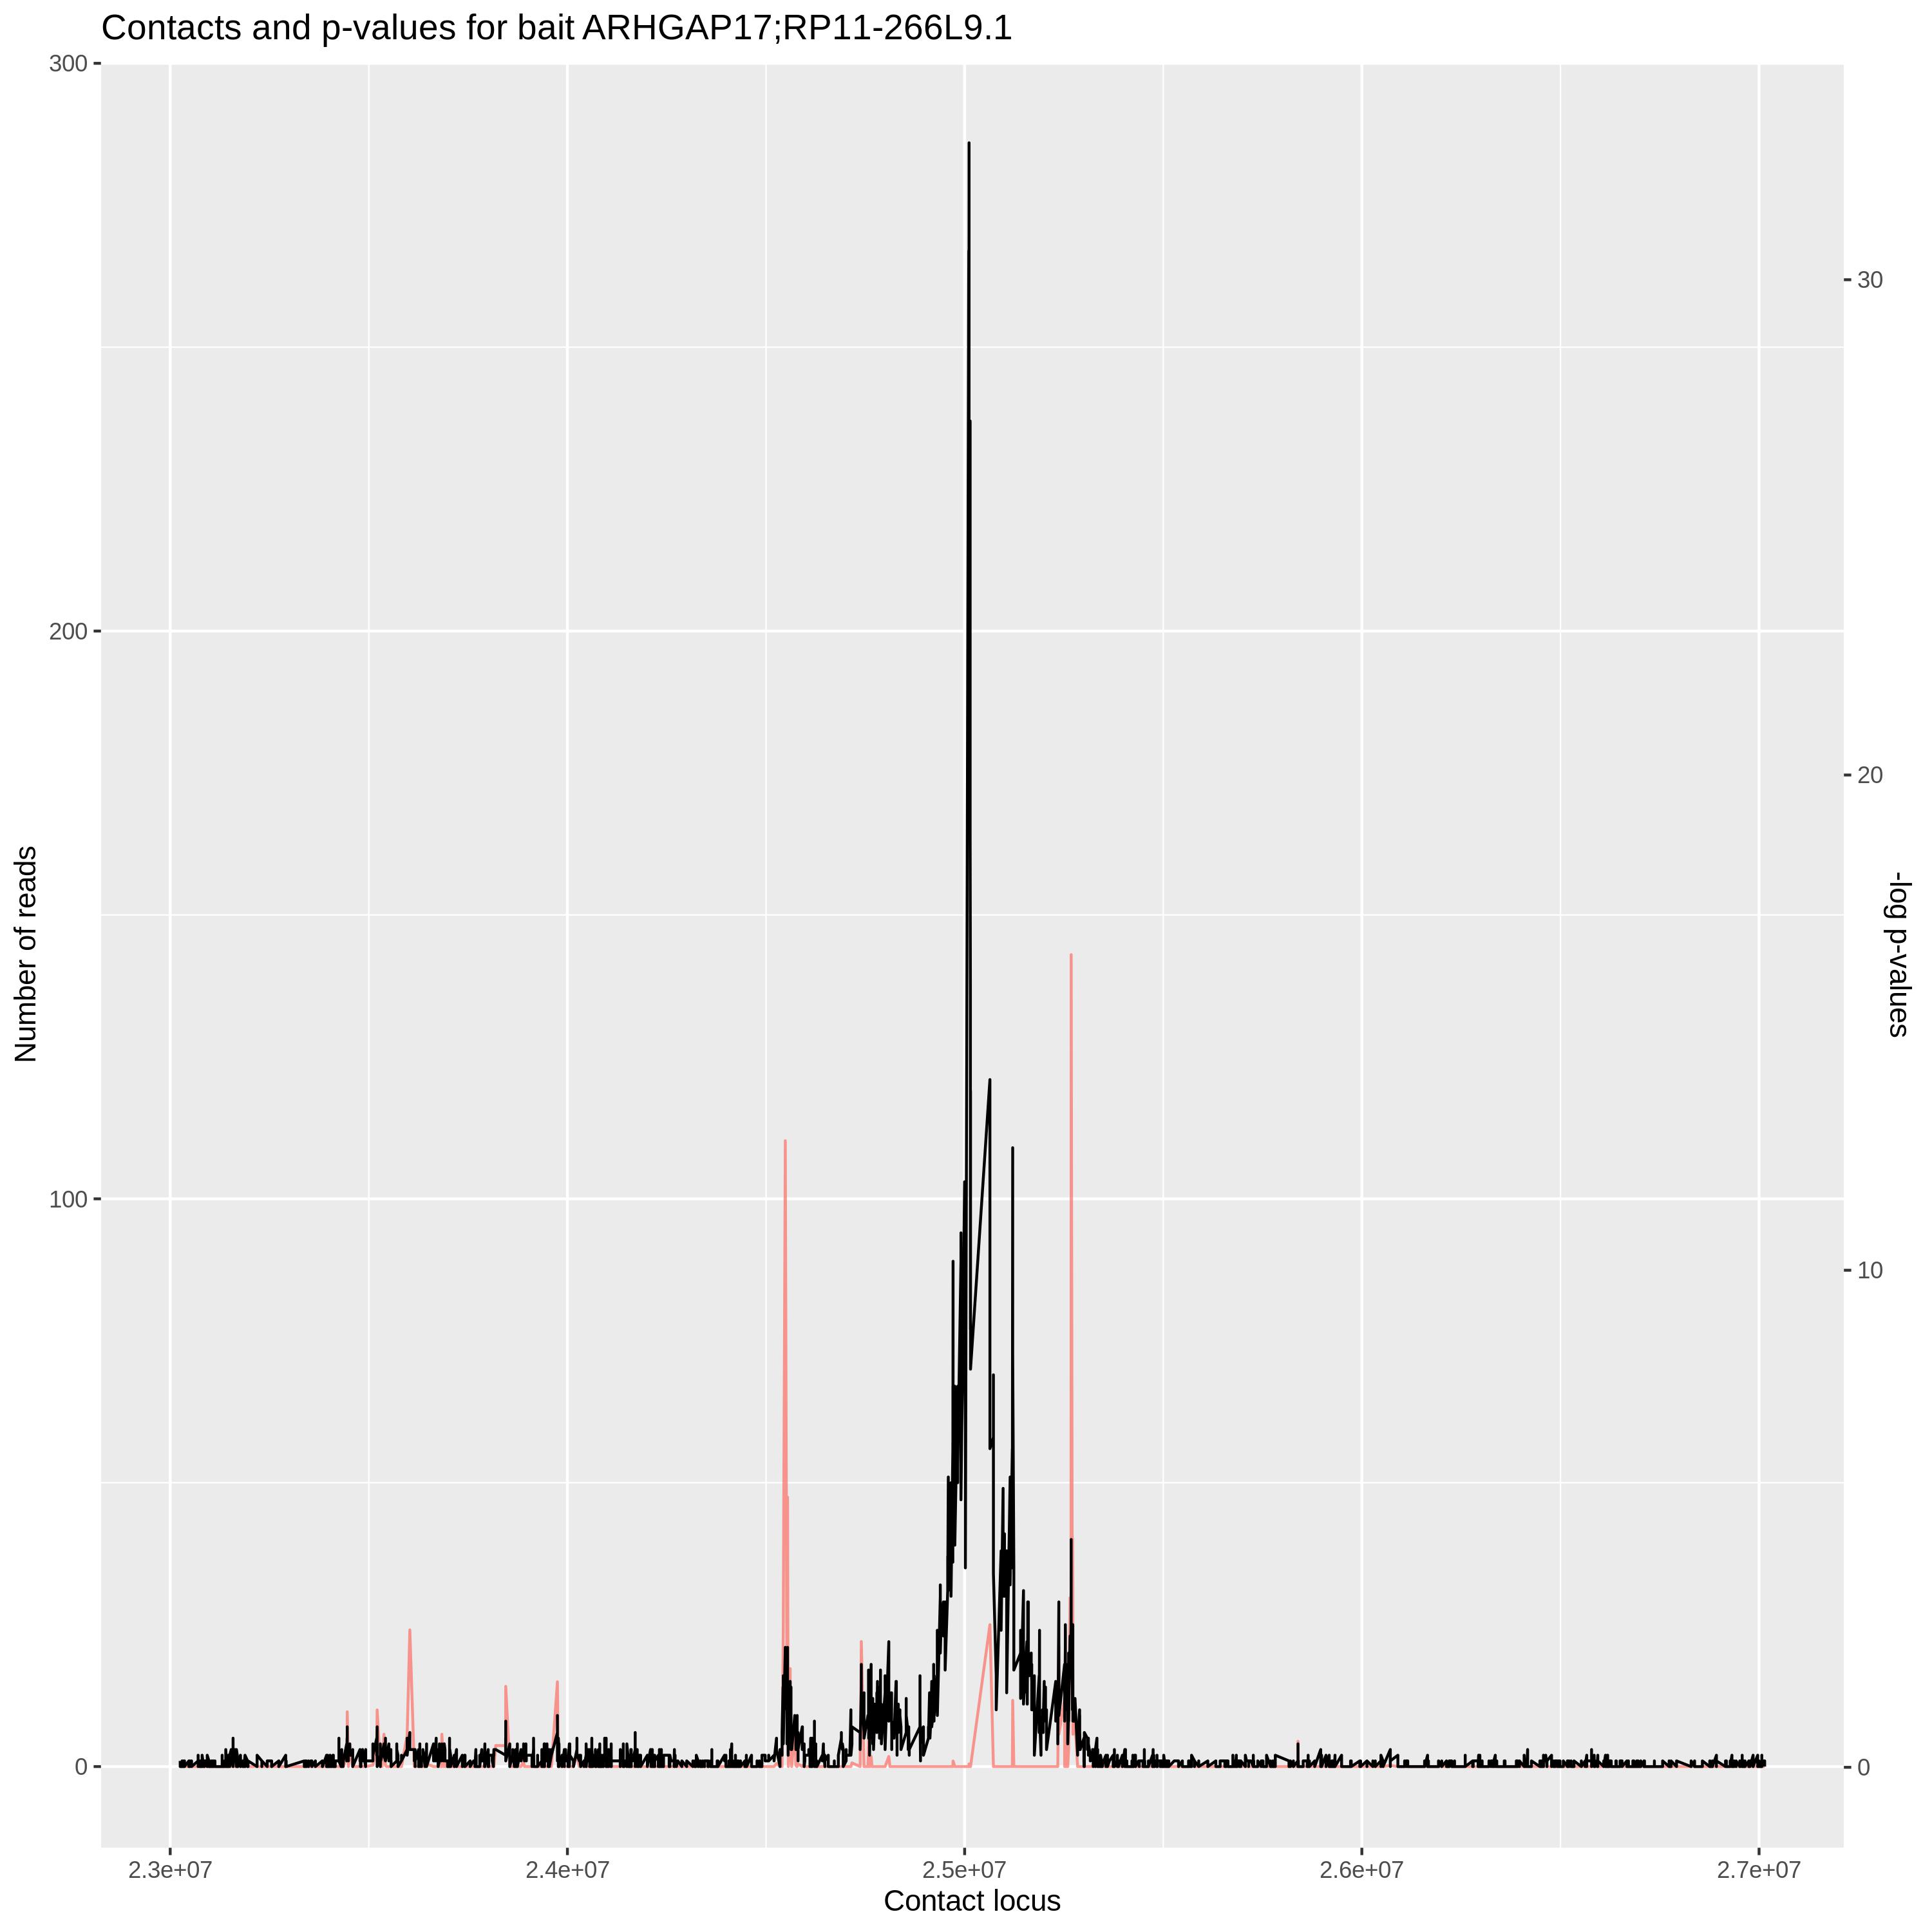 Contacts and p-values for bait ARHGAP17;RP11-266L9.1
300
200
100
0
Number of reads
30
20
10
0
-log p-values
2.3e+07
2.4e+07
2.5e+07
2.6e+07
2.7e+07
Contact locus